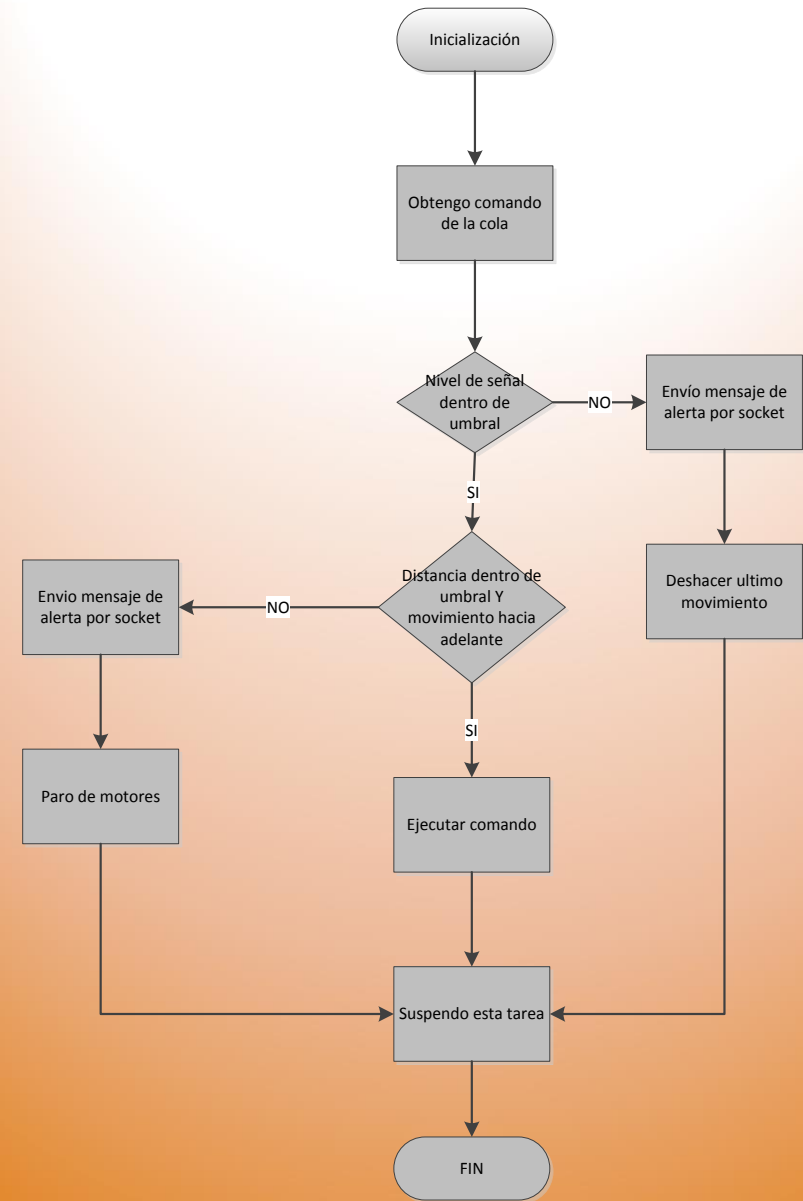 Inicialización
Obtengo comando
de la cola
Nivel de señal
dentro de
umbral
NO
Envío mensaje de
alerta por socket
SI
Deshacer ultimo
movimiento
Distancia dentro de
umbral Y
movimiento hacia
adelante
NO
Envio mensaje de
alerta por socket
SI
Paro de motores
Ejecutar comando
Suspendo esta tarea
FIN